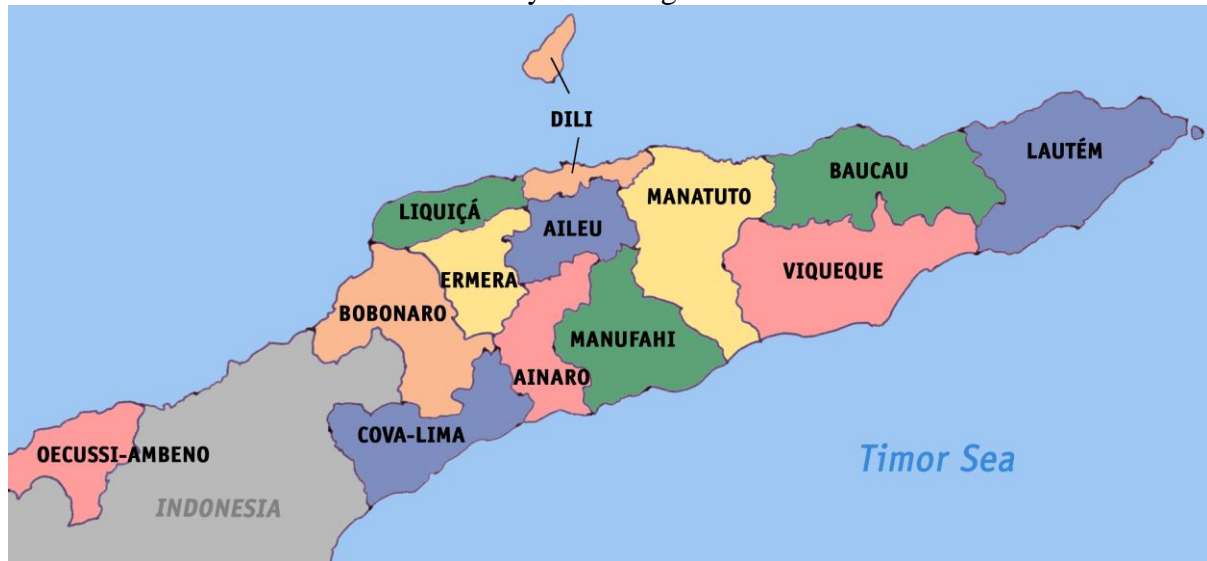 DILI
LAUTÉM
BAUCAU
MANATUTO
LIQUIÇÁ
AILEU
VIQUEQUE
ERMERA
BOBONARO
MANUFAHI
AINARO
COVA-LIMA
OECUSSI-AMBENO
Timor Sea
INDONESIA